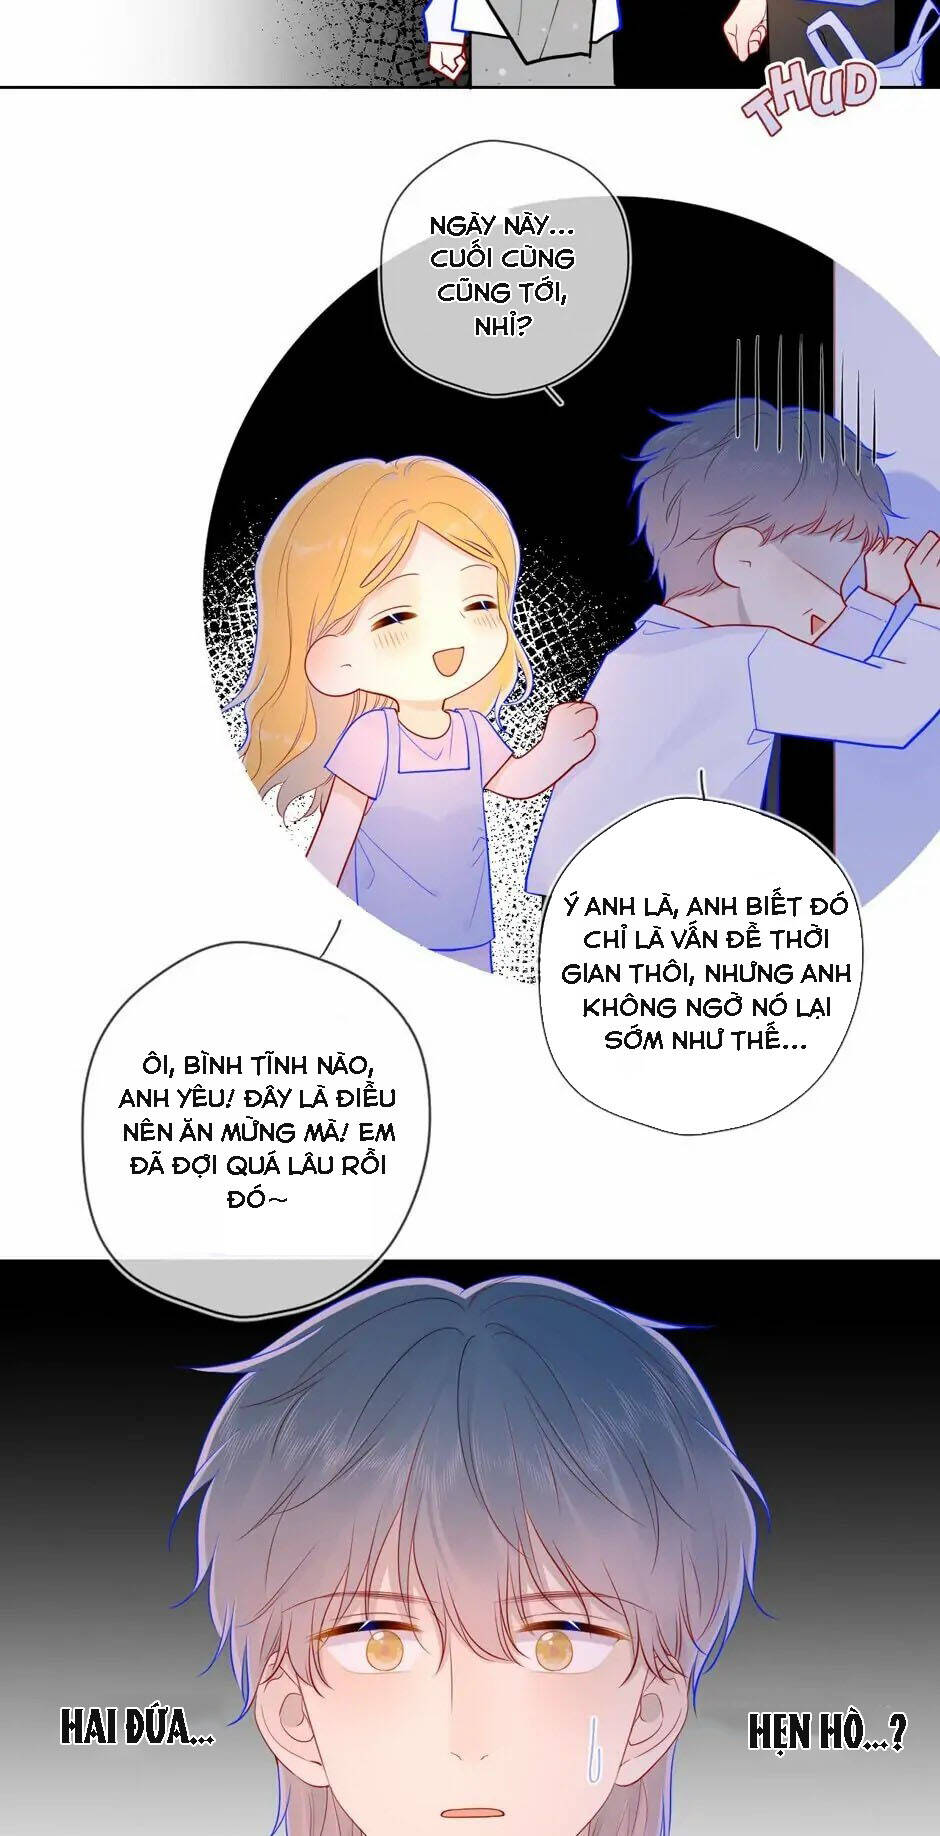 THUD
NGÀY NÀY...
CUỐI CÙNG
CŨNG TỚI,
NHỈ?
Ý ANH LÀ, ANH BIẾT ĐÓ
CHỈ LÀ VẤN ĐỀ THỜI
GIAN THÔI, NHƯNG ANH
KHÔNG NGỜ NÓ LẠI
SỚM NHƯ THẾ...
ÔI, BÌNH TĨNH NÀO,
ANH YÊU! ĐÂY LÀ ĐIỀU
NÊN ĂN MỪNG MÀ! EM
ĐÃ ĐỢI QUÁ LÂU RỒI
ĐÓ~
HAI ĐỨA...
HẸN HÒ...?